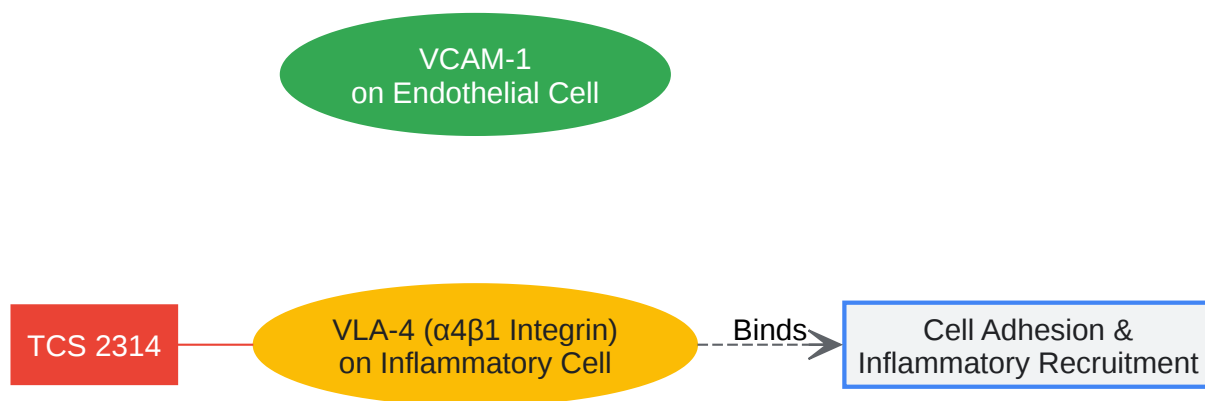 VCAM-1
on Endothelial Cell
TCS 2314
VLA-4 (α4β1 Integrin)
on Inflammatory Cell
Binds
Cell Adhesion &
Inflammatory Recruitment